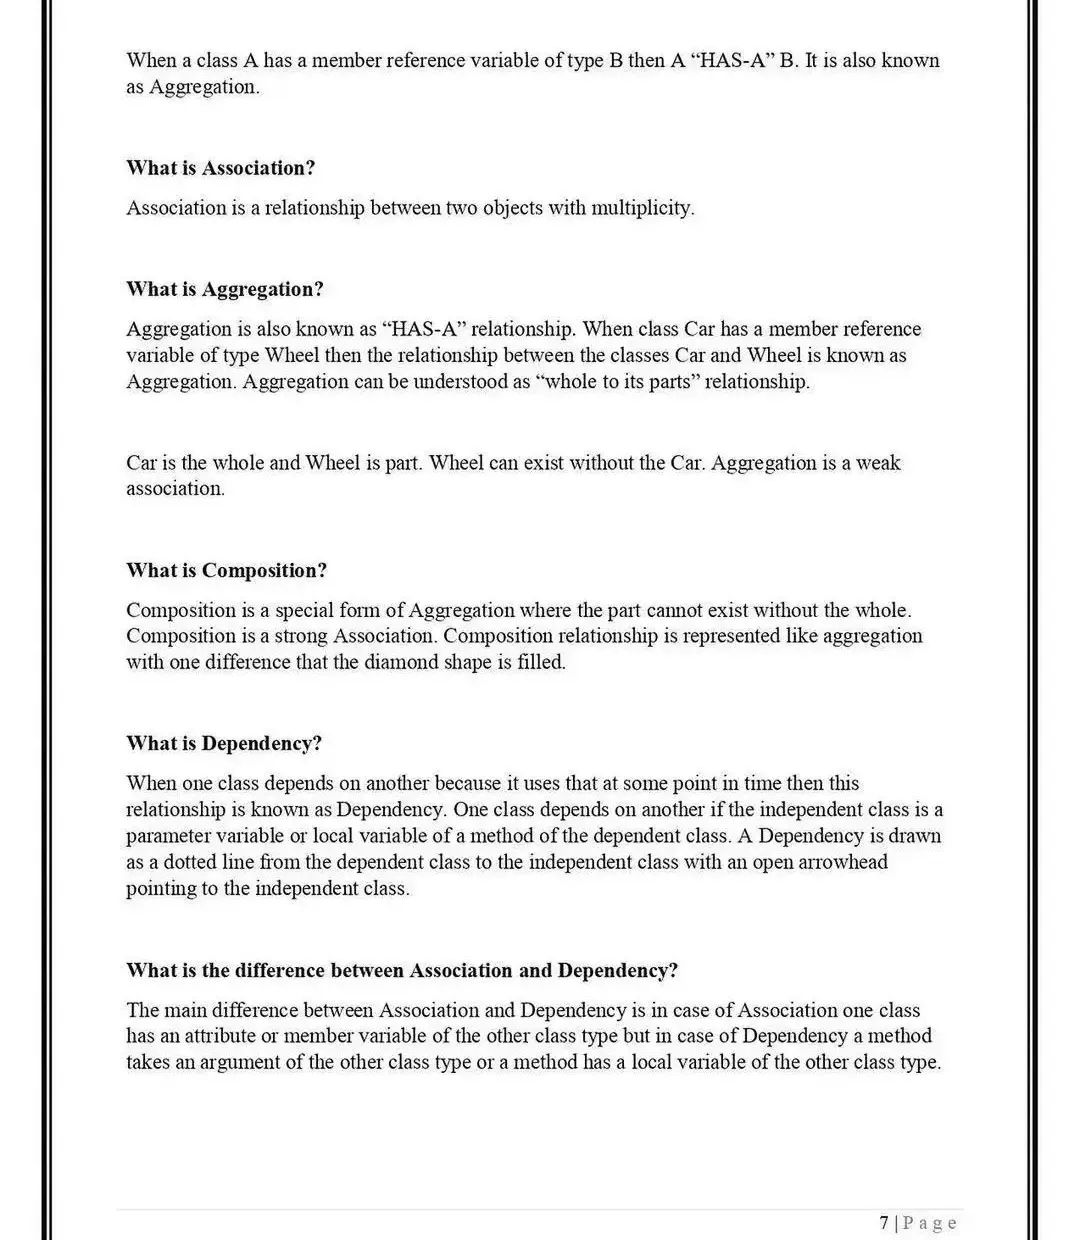 When a class A has a member reference variable of type B then A “HAS-A” B. It is also known
as Aggregation.
What is Association?
Association is a relationship between two objects with multiplicity.
What is Aggregation?
Aggregation is also known as “HAS-A” relationship. When class Car has a member reference
variable of type Wheel then the relationship between the classes Car and Wheel is known as
Aggregation. Aggregation can be understood as “whole to its parts” relationship.
Car is the whole and Wheel is part. Wheel can exist without the Car. Aggregation is a weak
association.
What is Composition?
Composition is a special form of Aggregation where the part cannot exist without the whole.
Composition is a strong Association. Composition relationship is represented like aggregation
with one difference that the diamond shape is filled.
What is Dependency?
When one class depends on another because it uses that at some point in time then this
relationship is known as Dependency. One class depends on another if the independent class is a
parameter variable or local variable of a method of the dependent class. A Dependency is drawn
as a dotted line from the dependent class to the independent class with an open arrowhead
pointing to the independent class.
What is the difference between Association and Dependency?
The main difference between Association and Dependency is in case of Association one class
has an attribute or member variable of the other class type but in case of Dependency a method
takes an argument of the other class type or a method has a local variable of the other class type.
7 | P a g e